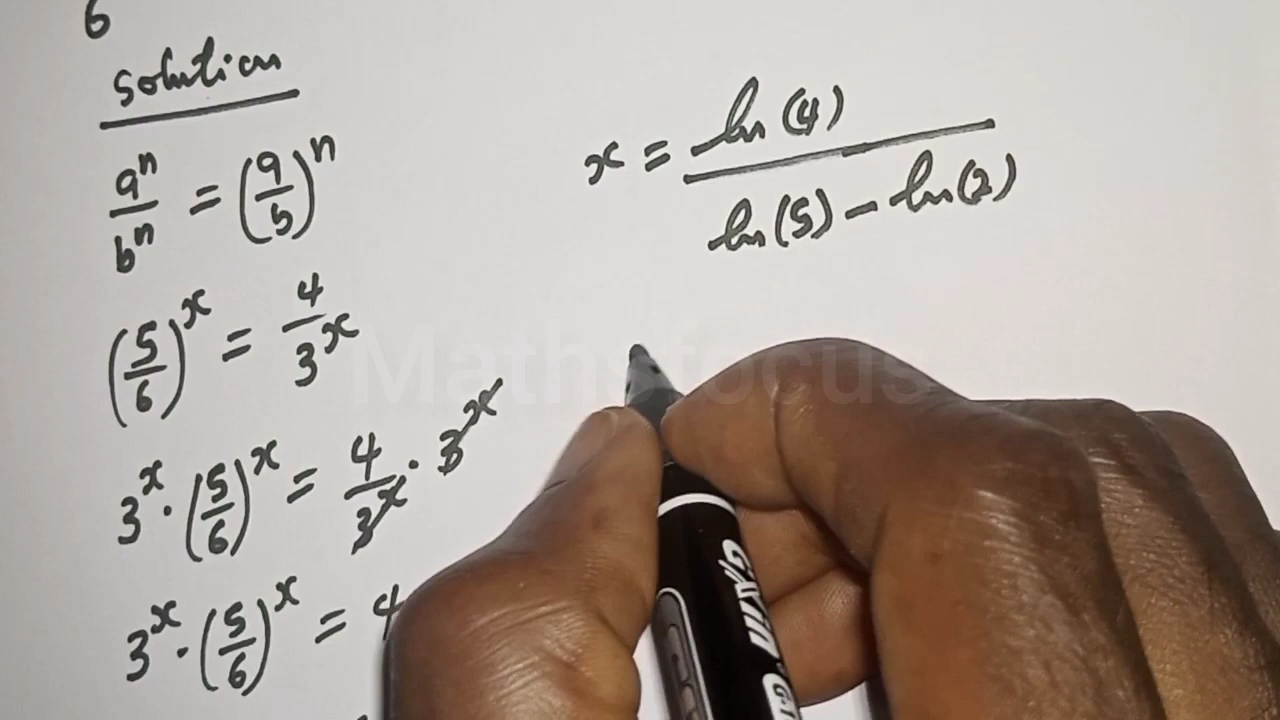 6
Solution
a^n / b^n = (a/b)^n
(5/6)^x = 4 / 3^x
3^x · (5/6)^x = 4 / 3^x · 3^x
3^x · (5/6)^x = 4
x = ln(4) / ln(5) - ln(2)
Mathsfocus
GXin